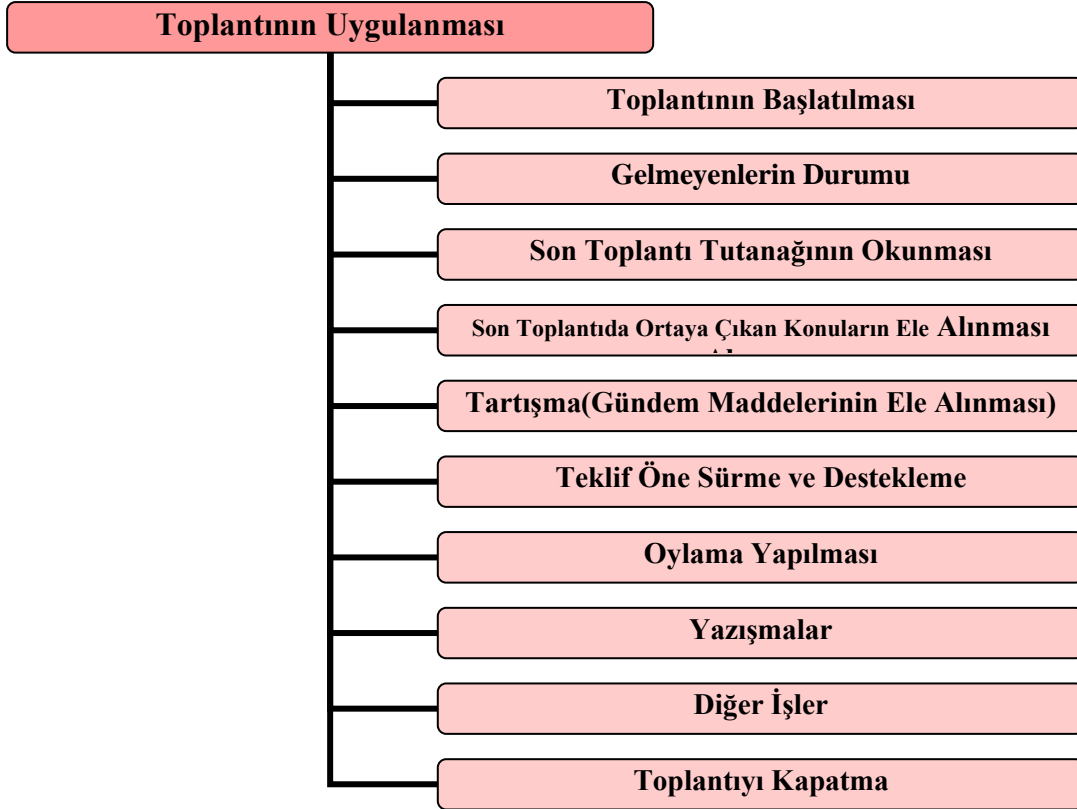 Toplantının Uygulanması
Toplantının Başlatılması
Gelmeyenlerin Durumu
Son Toplantı Tutanağının Okunması
Son Toplantıda Ortaya Çıkan Konuların Ele Alınması
Tartışma(Gündem Maddelerinin Ele Alınması)
Teklif Öne Sürme ve Destekleme
Oylama Yapılması
Yazışmalar
Diğer İşler
Toplantıyı Kapatma